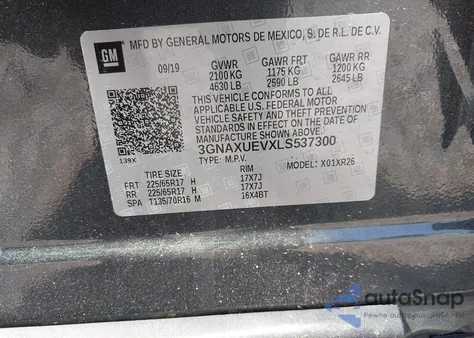 GM
MFD BY GENERAL MOTORS DE MEXICO, S. DE R.L. DE C.V.
09/19 GVWR GAWR FRT GAWR RR
2100 KG 1175 KG 1200 KG
4630 LB 2590 LB 2645 LB
THIS VEHICLE CONFORMS TO ALL
APPLICABLE U.S. FEDERAL MOTOR
VEHICLE SAFETY AND THEFT PREVENTION
STANDARDS IN EFFECT ON THE DATE OF
MANUFACTURE SHOWN ABOVE.
3GNAXUEVXLS537300
139X TYPE: M.P.V. MODEL: X01XR26
TIRE SIZE RIM
FRT 225/65R17 H 17X7J
RR 225/65R17 H 17X7J
SPA T135/70R16 M 16X4BT
autoSnap